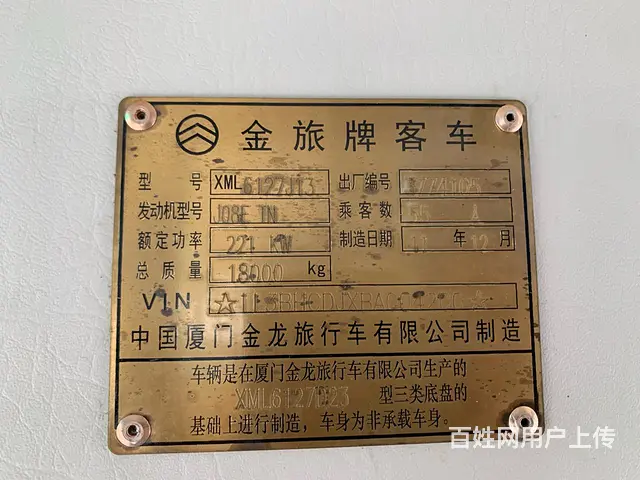 金旅牌客车
型号 XML6127J13 出厂编号
发动机型号 J08E TN 乘客数 55
额定功率 221 KW 制造日期 11 年 12 月
总质量 18000 kg
VIN
中国厦门金龙旅行车有限公司制造
车辆是在厦门金龙旅行车有限公司生产的
XML6127D23 型三类底盘的
基础上进行制造，车身为非承载车身。
百姓网用户上传